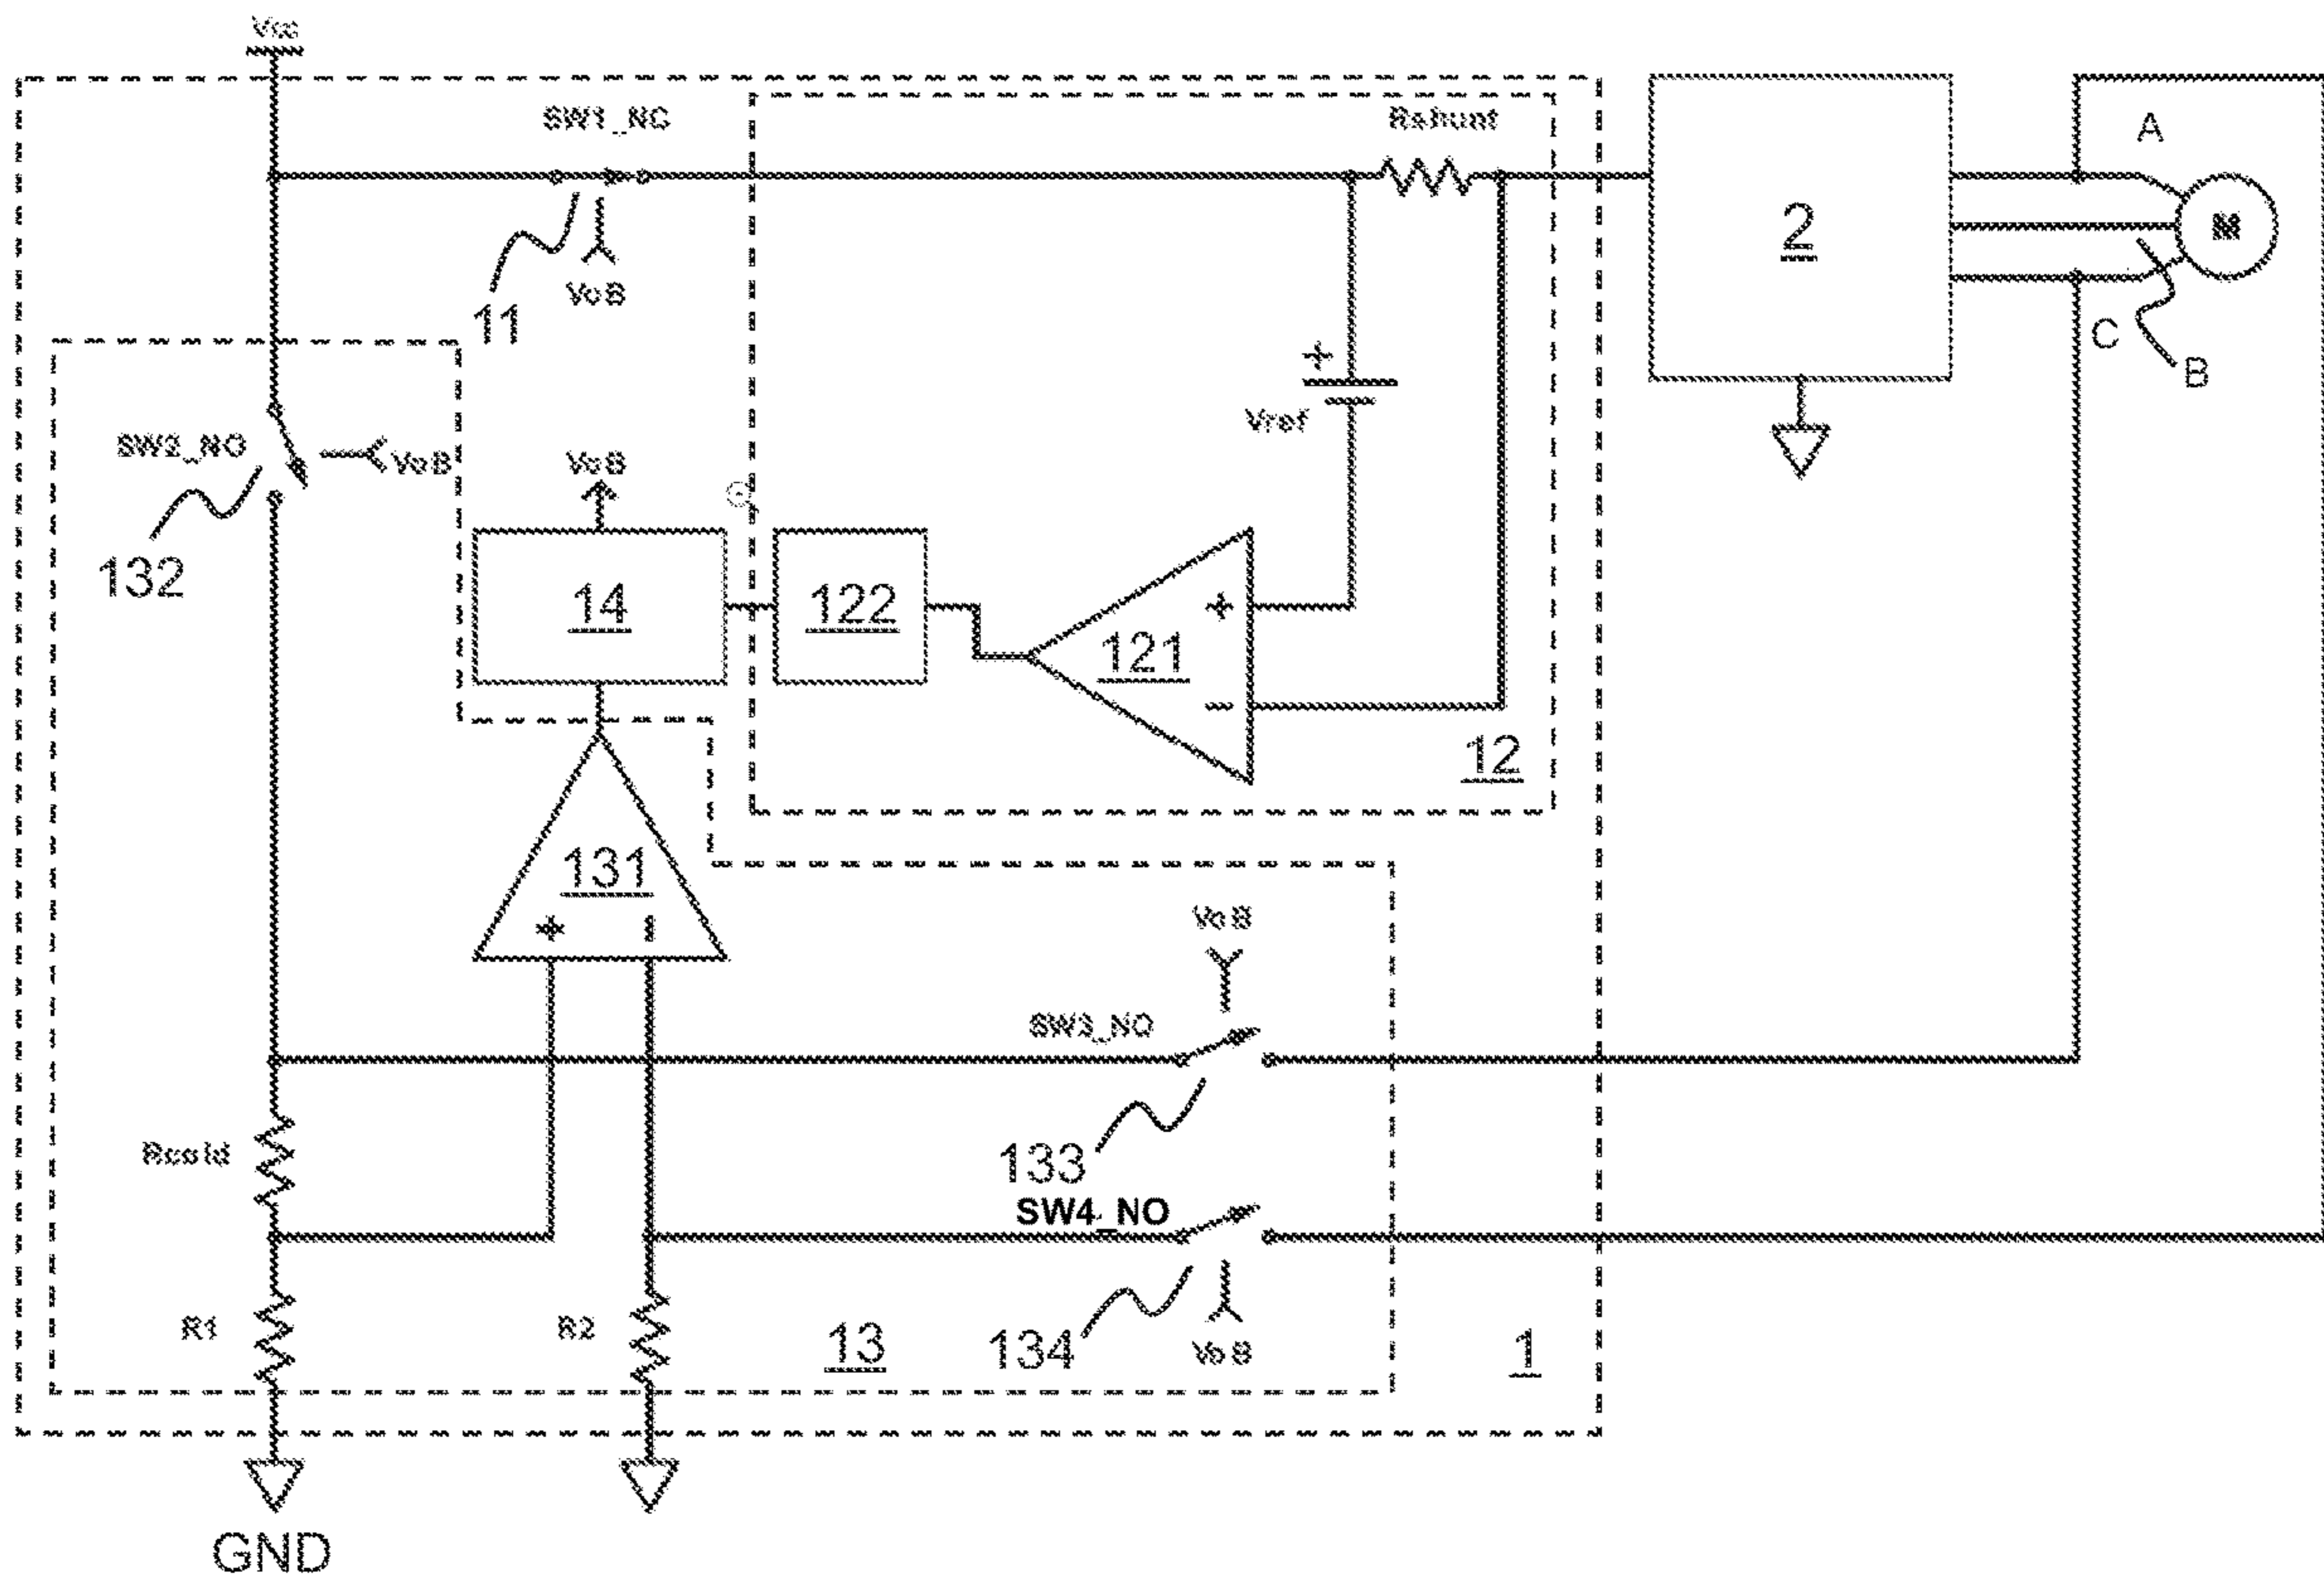 Vcc
SW1_NC
Rshunt
A
M
2
VoB
11
C
B
+
Vref
SW2_NO
VoB
VoB
132
14
122
+
121
-
12
131
+
-
VoB
SW3_NO
133
Rcold
SW4_NO
R1
R2
13
134
VoB
1
GND